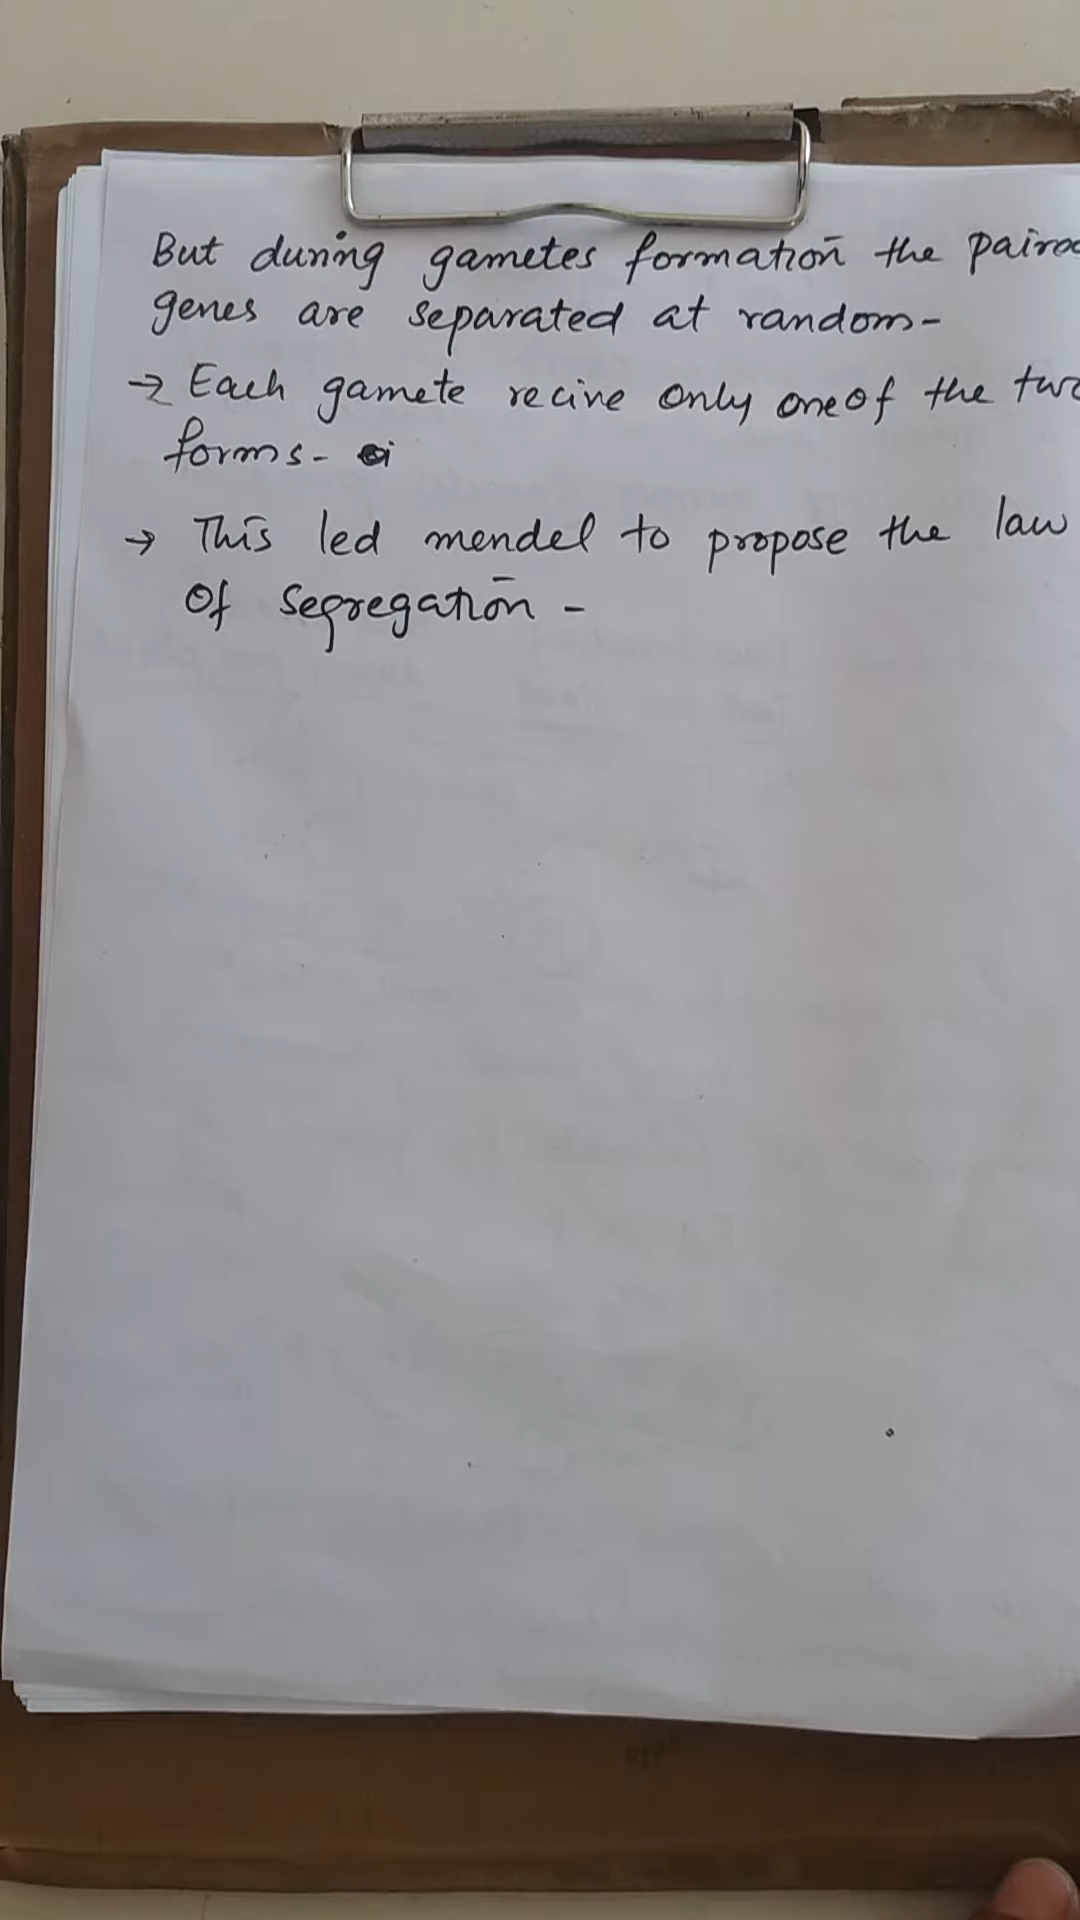 But during gametes formation the paired
genes are separated at random-
→ Each gamete recive only one of the two
forms-
→ This led mendel to propose the law
of segregation -